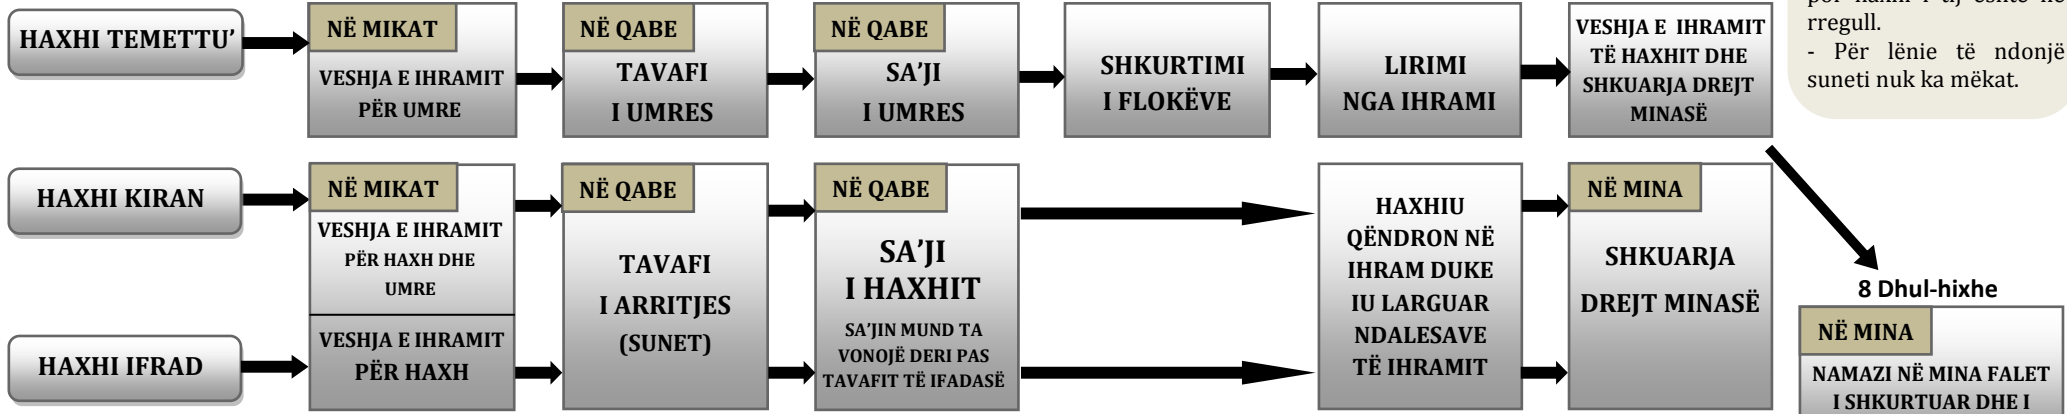 HAXHI TEMETTU'
NË MIKAT
VESHJA E IHRAMIT
PËR UMRE
NË QABE
TAVAFI
I UMRES
NË QABE
SA'JI
I UMRES
SHKURTIMI
I FLOKËVE
LIRIMI
NGA IHRAMI
VESHJA E IHRAMIT
TË HAXHIT DHE
SHKUARJA DREJT
MINASË
rregull.
- Për lënie të ndonjë
suneti nuk ka mëkat.
HAXHI KIRAN
HAXHI IFRAD
NË MIKAT
VESHJA E IHRAMIT
PËR HAXH DHE
UMRE
VESHJA E IHRAMIT
PËR HAXH
NË QABE
TAVAFI
I ARRITJES
(SUNET)
NË QABE
SA'JI
I HAXHIT
SA'JIN MUND TA
VONOJË DERI PAS
TAVAFIT TË IFADASË
HAXHIU
QËNDRON NË
IHRAM DUKE
IU LARGUAR
NDALESAVE
TË IHRAMIT
NË MINA
SHKUARJA
DREJT MINASË
8 Dhul-hixhe
NË MINA
NAMAZI NË MINA FALET
I SHKURTUAR DHE I